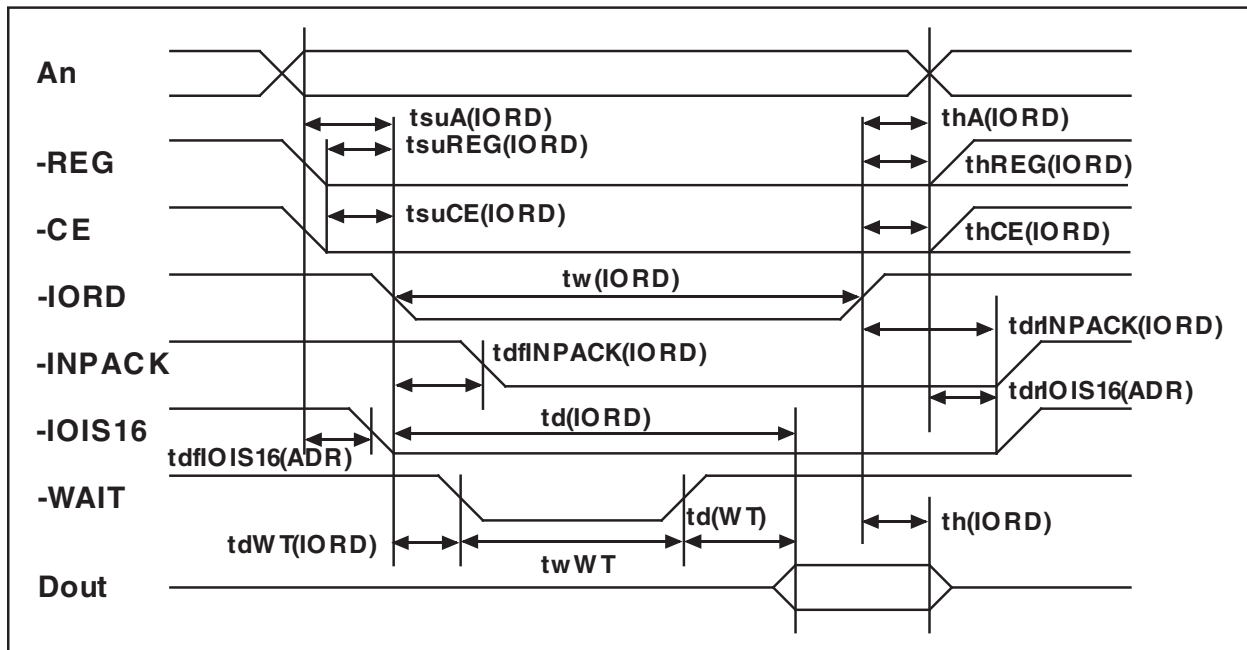 An
tsuA(IORD)
thA(IORD)
tsuREG(IORD)
-REG
thREG(IORD)
tsuCE(IORD)
-CE
thCE(IORD)
-IORD
tw(IORD)
tdrINPACK(IORD)
-INPACK
tdfINPACK(IORD)
tdrIOIS16(ADR)
-IOIS16
td(IORD)
tdfIOIS16(ADR)
-WAIT
td(WT)
th(IORD)
tdWT(IORD)
twWT
Dout